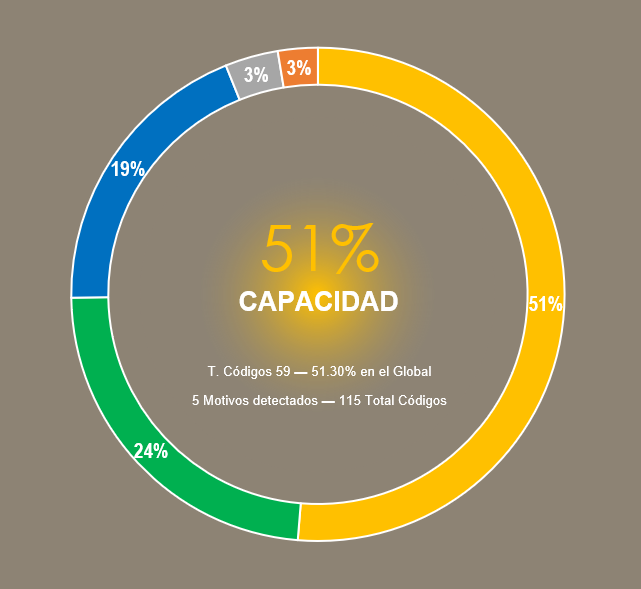 3%
3%
19%
51%
CAPACIDAD
51%
T. Códigos 59 — 51.30% en el Global
5 Motivos detectados — 115 Total Códigos
24%